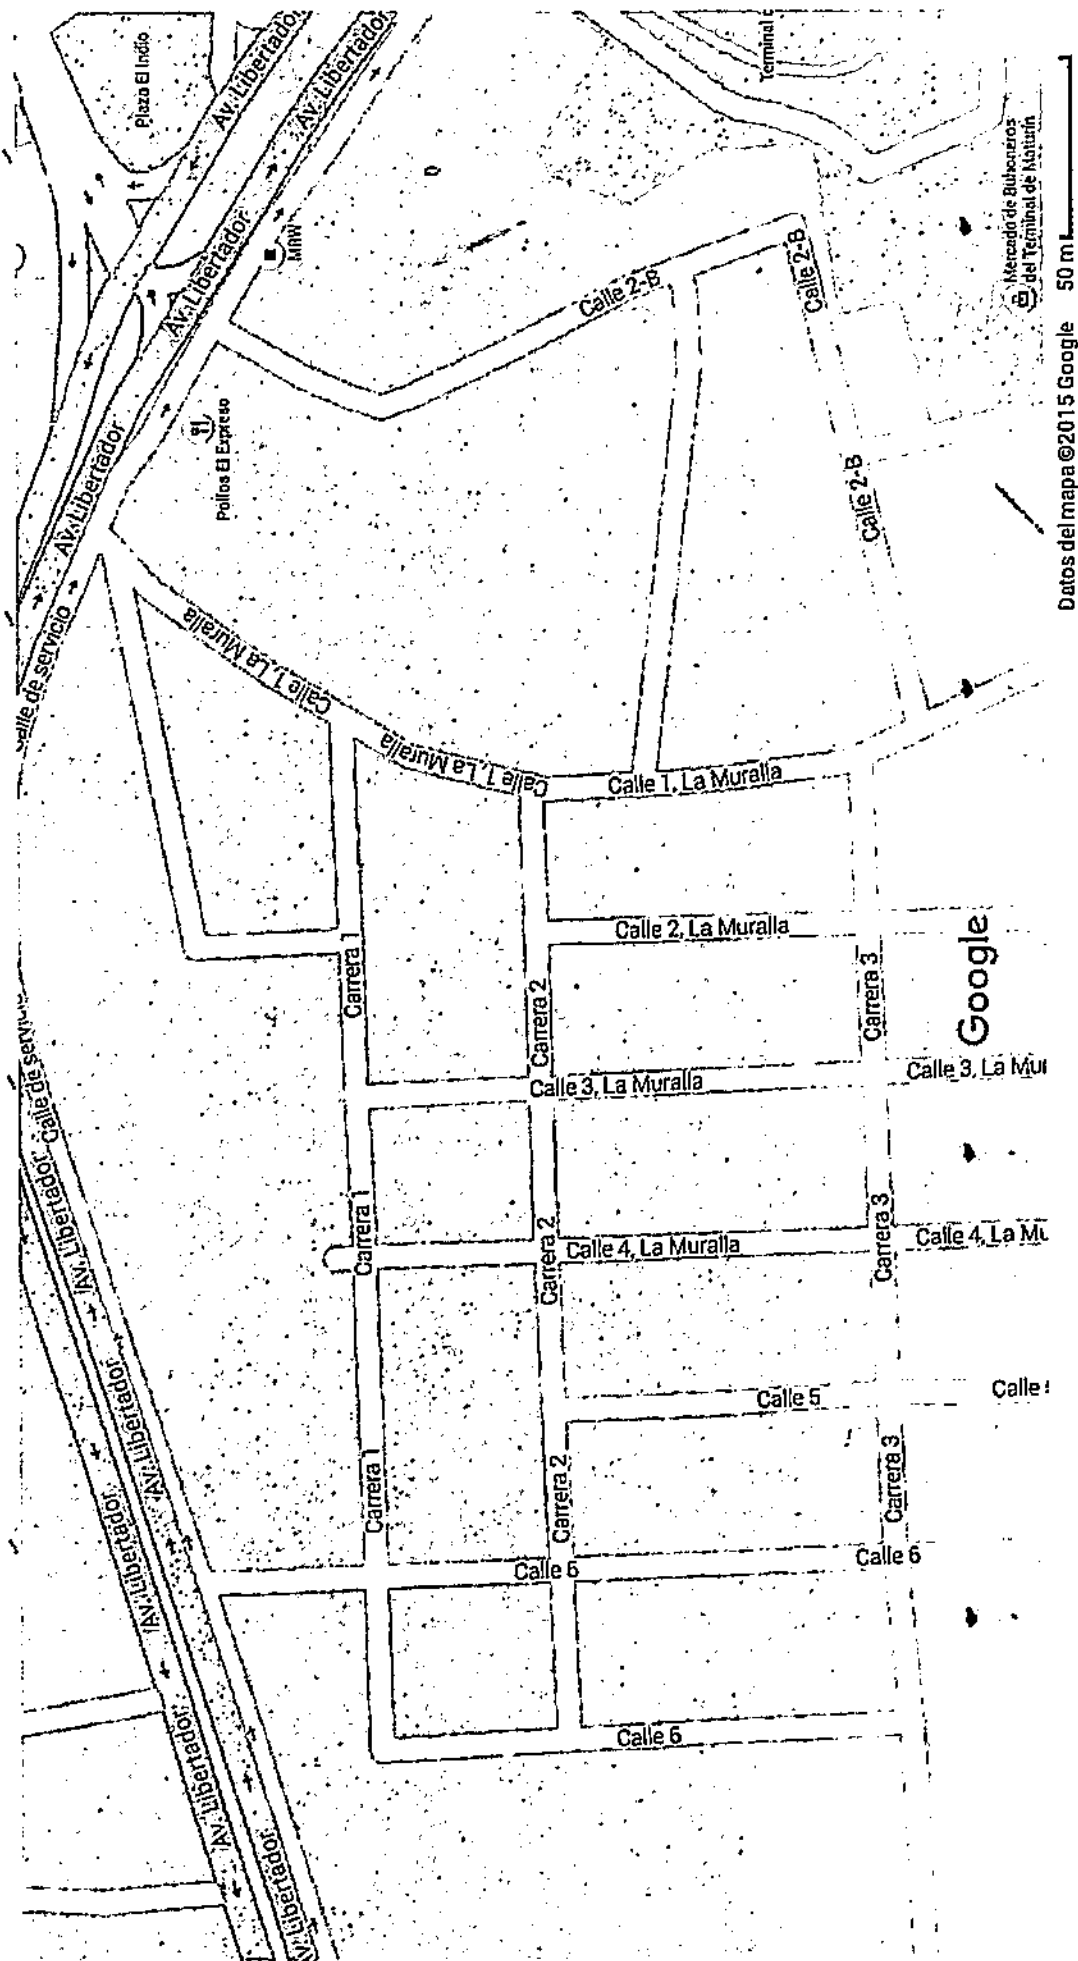 Plaza El Indio
Av. Libertador
Av. Libertador
Terminal
Av. Libertador
MRW
Mercado de Buhoneros
del Terminal de Maturín
Calle 2-B
Calle 2-B
50 m
Datos del mapa ©2015 Google
Pollos El Expreso
Av. Libertador
Calle 2-B
Calle de servicio
Calle 1, La Muralla
Calle 1, La Muralla
Calle 1, La Muralla
Calle 2, La Muralla
Carrera 1
Carrera 2
Carrera 3
Google
Calle de servicio
Calle 3, La Muralla
Calle 3, La Mu
Av. Libertador
Carrera 1
Carrera 2
Calle 4, La Muralla
Carrera 3
Calle 4, La Mu
Av. Libertador
Calle 5
Calle
Av. Libertador
Carrera 1
Carrera 2
Carrera 3
Calle 6
Calle 6
Av. Libertador
Calle 6
Av. Libertador